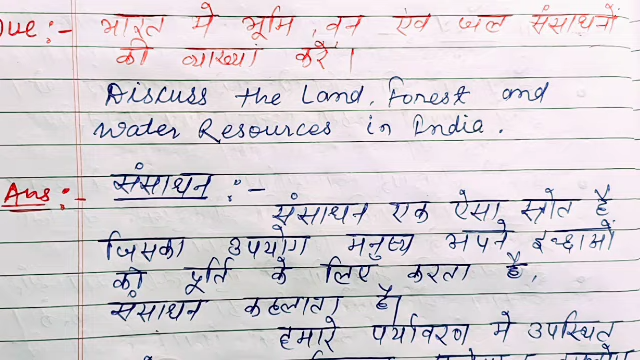 Que:- भारत मे भूमि, वन एंव जल संसाधनों
की व्याख्या करें।
Discuss the Land, Forest and
Water Resources in India.
Ans:- संसाधन :-
संसाधन एक ऐसा स्त्रोत है
जिसका उपयोग मनुष्य अपने इच्छाओं
की पूर्ति के लिए करता है,
संसाधन कहलाता है।
हमारे पर्यावरण मे उपस्थित